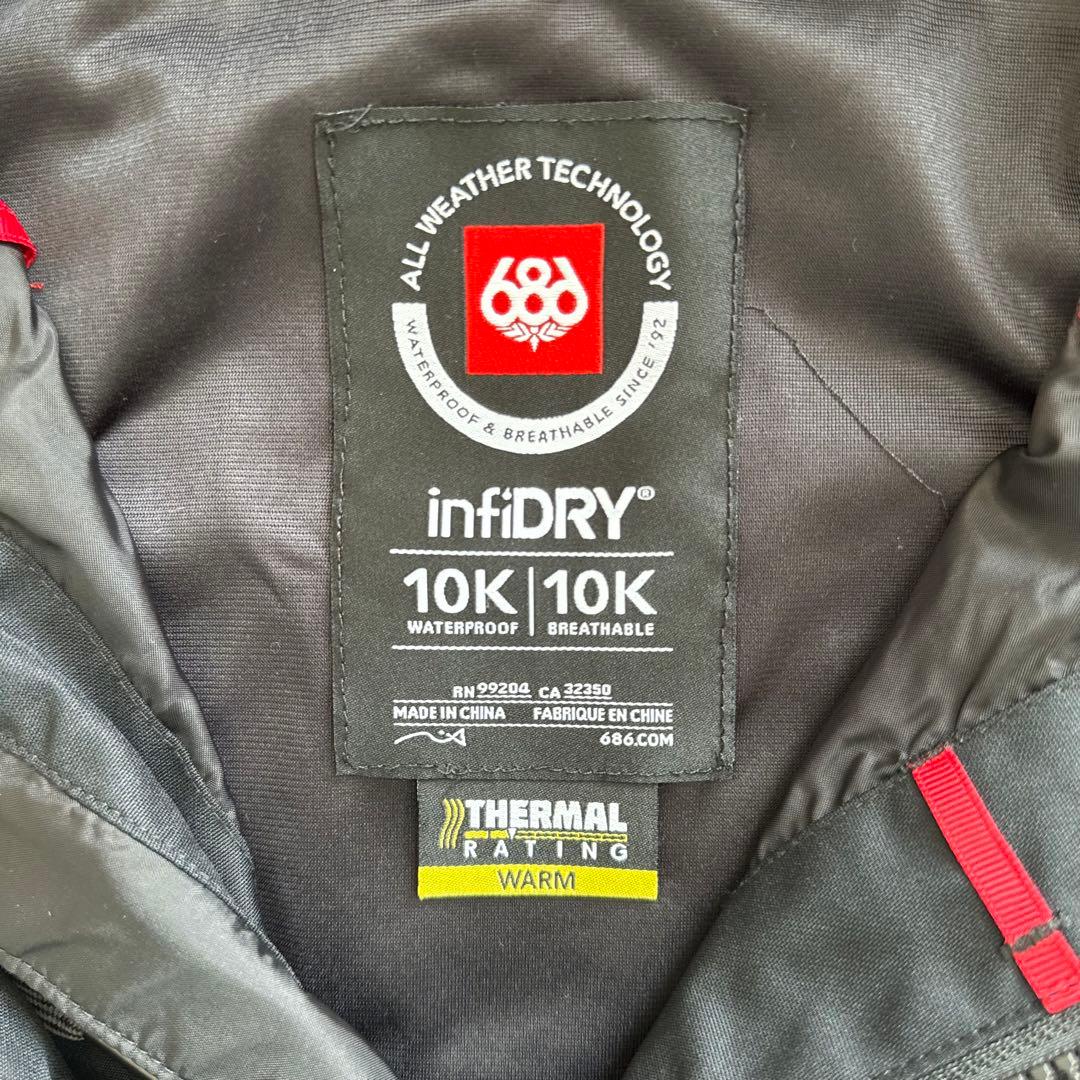 ALL WEATHER TECHNOLOGY
686
WATERPROOF & BREATHABLE SINCE '92
infiDRY®
10K | 10K
WATERPROOF BREATHABLE
RN 99204 CA 32350
MADE IN CHINA FABRIQUE EN CHINE
686.COM
THERMAL
RATING
WARM